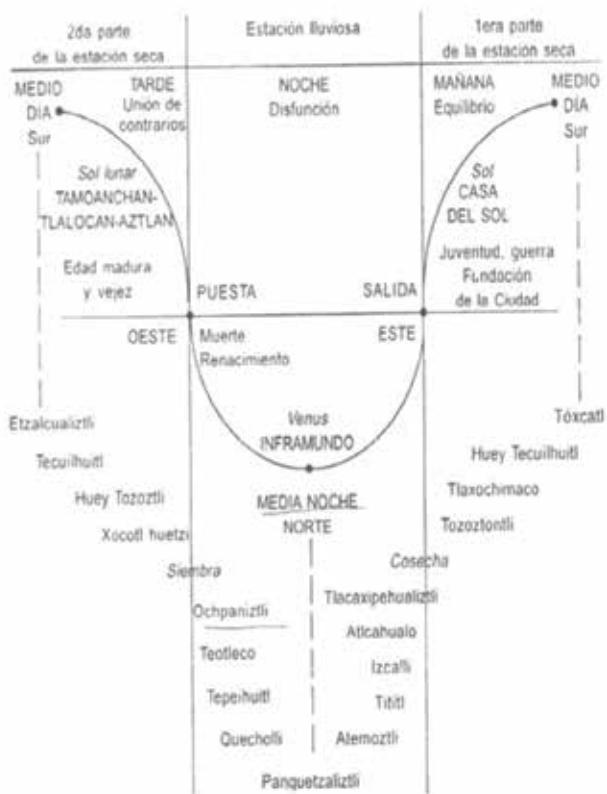 2da parte
de la estación seca
Estación lluviosa
1era parte
de la estación seca
MEDIO
DIA
Sur
TARDE
Unión de
contrarios
NOCHE
Disfunción
MAÑANA
Equilibrio
MEDIO
DÍA
Sur
Sol lunar
TAMOANCHAN-
TLALOCAN-AZTLAN
Sol
CASA
DEL SOL
Edad madura
y vejez
Juventud, guerra
Fundación
de la Ciudad
PUESTA
SALIDA
OESTE
Muerte
Renacimiento
ESTE
Venus
INFRAMUNDO
MEDIA NOCHE
NORTE
Etzalcualiztli
Tecuilhuitl
Huey Tozoztli
Xocotl huetzi
Siembra
Ochpaniztli
Teotleco
Tepeihuitl
Quecholli
Panquetzaliztli
Tóxcatl
Huey Tecuilhuitl
Tlaxochimaco
Tozoztontli
Cosecha
Tlacaxipehualiztli
Atlcahualo
Izcalli
Tititl
Atemoztli